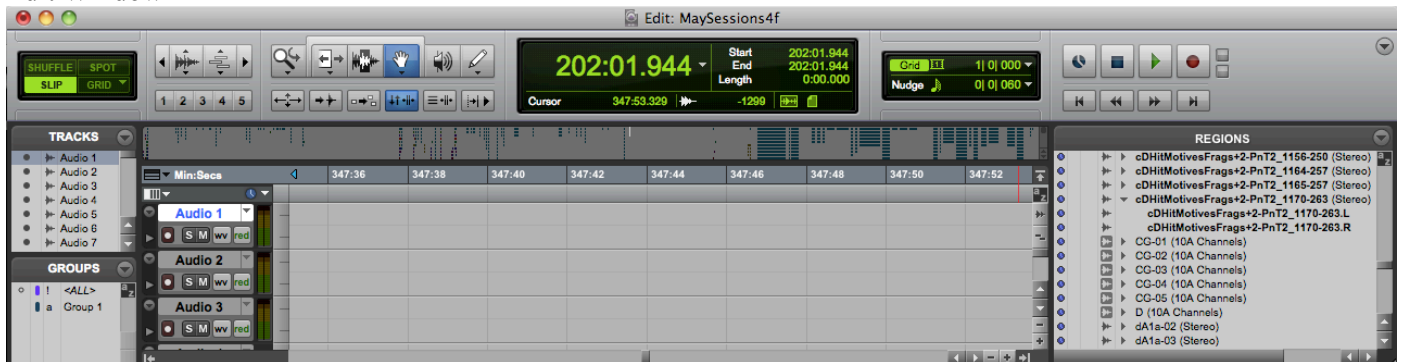 Edit: MaySessions4f
SHUFFLE SPOT
SLIP GRID
1 2 3 4 5
202:01.944
Start 202:01.944
End 202:01.944
Length 0:00.000
Cursor 347:53.329 -1299
Grid 1| 0| 000
Nudge 0| 0| 060
TRACKS
Audio 1
Audio 2
Audio 3
Audio 4
Audio 5
Audio 6
Audio 7
GROUPS
! <ALL>
a Group 1
a z
Min:Secs 347:36 347:38 347:40 347:42 347:44 347:46 347:48 347:50 347:52
Audio 1
S M wv red
Audio 2
S M wv red
Audio 3
S M wv red
a z
REGIONS
a z
cDHitMotivesFrags+2-PnT2_1156-250 (Stereo)
cDHitMotivesFrags+2-PnT2_1164-257 (Stereo)
cDHitMotivesFrags+2-PnT2_1165-257 (Stereo)
cDHitMotivesFrags+2-PnT2_1170-263 (Stereo)
cDHitMotivesFrags+2-PnT2_1170-263.L
cDHitMotivesFrags+2-PnT2_1170-263.R
CG-01 (10A Channels)
CG-02 (10A Channels)
CG-03 (10A Channels)
CG-04 (10A Channels)
CG-05 (10A Channels)
D (10A Channels)
dA1a-02 (Stereo)
dA1a-03 (Stereo)